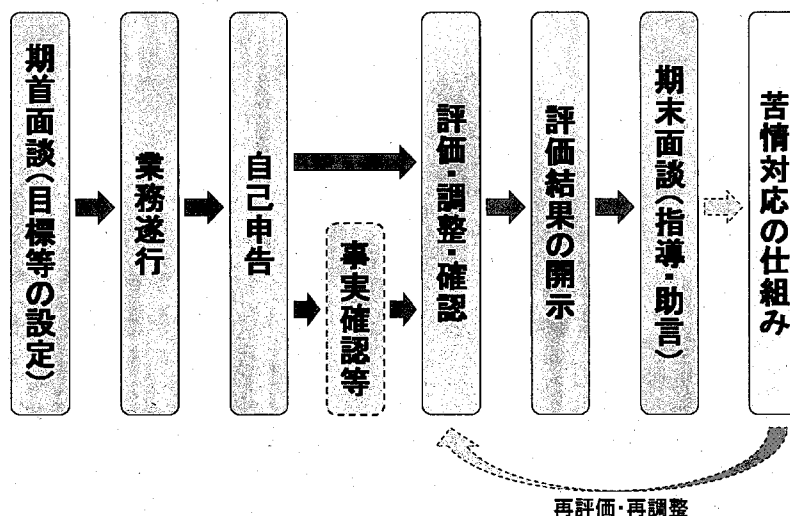 期首面談(目標等の設定)
業務遂行
自己申告
事実確認等
評価・調整・確認
評価結果の開示
期末面談(指導・助言)
苦情対応の仕組み
再評価・再調整